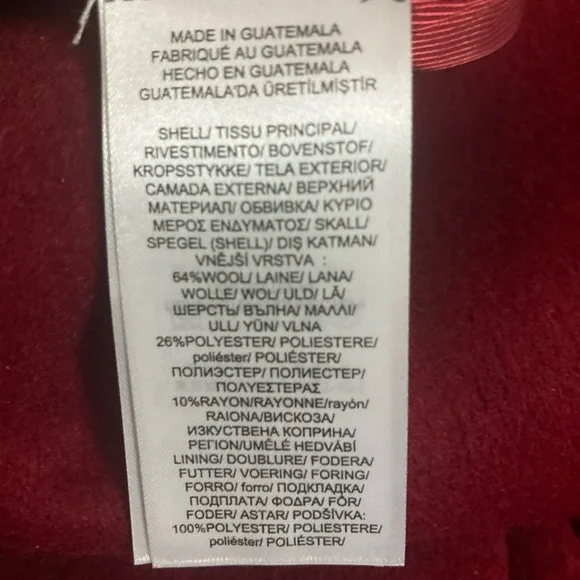 MADE IN GUATEMALA
FABRIQUÉ AU GUATEMALA
HECHO EN GUATEMALA
GUATEMALA'DA ÜRETİLMİŞTİR
SHELL/ TISSU PRINCIPAL/
RIVESTIMENTO/ BOVENSTOF/
KROPSSTYKKE/ TELA EXTERIOR/
CAMADA EXTERNA/ ВЕРХНИЙ
МАТЕРИАЛ/ ОБВИВКА/ ΚΥΡΙΟ
ΜΕΡΟΣ ΕΝΔΥΜΑΤΟΣ/ SKALL/
SPEGEL (SHELL)/ DIŞ KATMAN/
VNĚJŠÍ VRSTVA :
64%WOOL/ LAINE/ LANA/
WOLLE/ WOL/ ULD/ LÃ/
ШЕРСТЬ/ ВЪЛНА/ ΜΑΛΛΙ/
ULL/ YÜN/ VLNA
26%POLYESTER/ POLIESTERE/
poliéster/ POLIÉSTER/
ПОЛИЭСТЕР/ ПОЛИЕСТЕР/
ΠΟΛΥΕΣΤΕΡΑΣ
10%RAYON/RAYONNE/rayón/
RAIONA/ВИСКОЗА/
ИЗКУСТВЕНА КОПРИНА/
ΡΕΓΙΟΝ/UMĚLÉ HEDVÁBÍ
LINING/ DOUBLURE/ FODERA/
FUTTER/ VOERING/ FORING/
FORRO/ forro/ ПОДКЛАДКА/
ПОДПЛАТА/ ΦΟΔΡΑ/ FÔR/
FODER/ ASTAR/ PODŠÍVKA:
100%POLYESTER/ POLIESTERE/
poliéster/ POLIÉSTER/